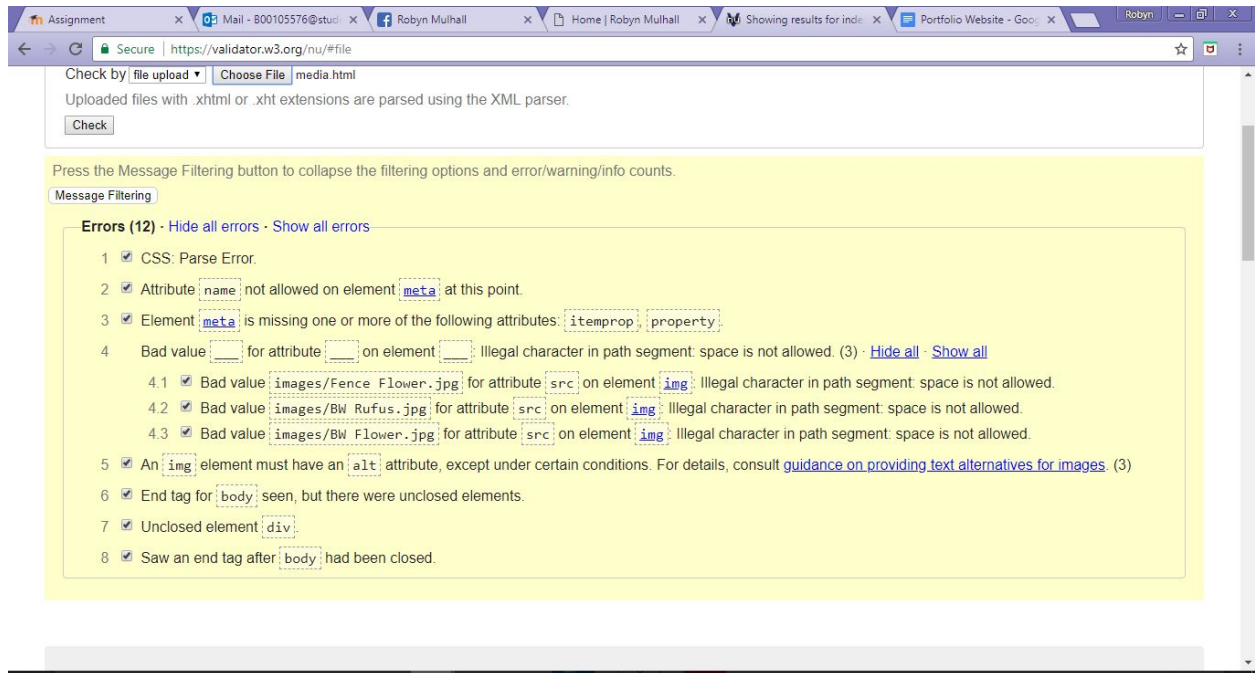 Assignment
Mail - B00105576@stud
Robyn Mulhall
Home | Robyn Mulhall
Showing results for inde
Portfolio Website - Goog
Robyn
Secure | https://validator.w3.org/nu/#file
Check by file upload Choose File media.html
Uploaded files with .xhtml or .xht extensions are parsed using the XML parser.
Check
Press the Message Filtering button to collapse the filtering options and error/warning/info counts.
Message Filtering
Errors (12) · Hide all errors · Show all errors
1 CSS: Parse Error.
2 Attribute name not allowed on element meta at this point.
3 Element meta is missing one or more of the following attributes: itemprop, property.
4 Bad value ___ for attribute ___ on element ___: Illegal character in path segment: space is not allowed. (3) · Hide all · Show all
4.1 Bad value images/Fence Flower.jpg for attribute src on element img: Illegal character in path segment: space is not allowed.
4.2 Bad value images/BW Rufus.jpg for attribute src on element img: Illegal character in path segment: space is not allowed.
4.3 Bad value images/BW Flower.jpg for attribute src on element img: Illegal character in path segment: space is not allowed.
5 An img element must have an alt attribute, except under certain conditions. For details, consult guidance on providing text alternatives for images. (3)
6 End tag for body seen, but there were unclosed elements.
7 Unclosed element div.
8 Saw an end tag after body had been closed.